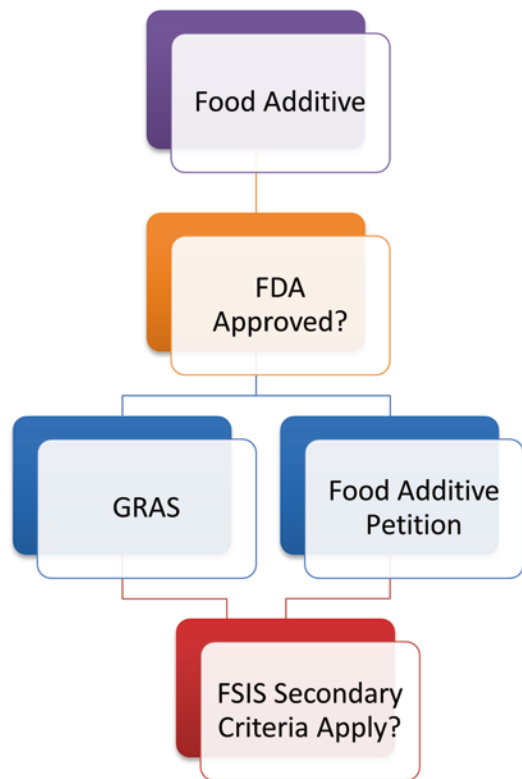 Food Additive
FDA
Approved?
GRAS
Food Additive
Petition
FSIS Secondary
Criteria Apply?